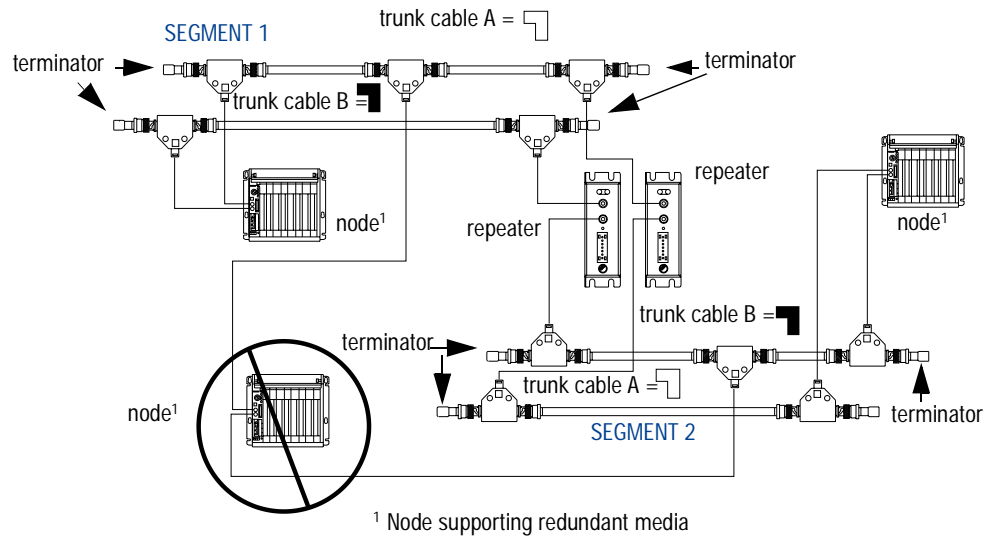 trunk cable A =
SEGMENT 1
terminator
terminator
trunk cable B =
repeater
node¹
repeater
node¹
trunk cable B =
terminator
trunk cable A =
node¹
terminator
SEGMENT 2
¹ Node supporting redundant media